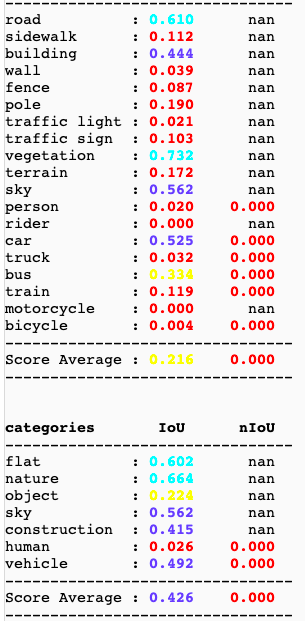 --------------------------------
road : 0.610 nan
sidewalk : 0.112 nan
building : 0.444 nan
wall : 0.039 nan
fence : 0.087 nan
pole : 0.190 nan
traffic light : 0.021 nan
traffic sign : 0.103 nan
vegetation : 0.732 nan
terrain : 0.172 nan
sky : 0.562 nan
person : 0.020 0.000
rider : 0.000 nan
car : 0.525 0.000
truck : 0.032 0.000
bus : 0.334 0.000
train : 0.119 0.000
motorcycle : 0.000 nan
bicycle : 0.004 0.000
--------------------------------
Score Average : 0.216 0.000
--------------------------------
categories IoU nIoU
--------------------------------
flat : 0.602 nan
nature : 0.664 nan
object : 0.224 nan
sky : 0.562 nan
construction : 0.415 nan
human : 0.026 0.000
vehicle : 0.492 0.000
--------------------------------
Score Average : 0.426 0.000
--------------------------------